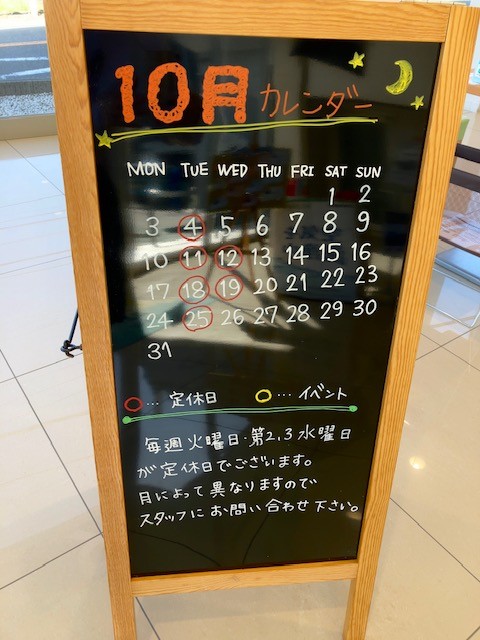 10月 カレンダー
MON TUE WED THU FRI SAT SUN
1 2
3 4 5 6 7 8 9
10 11 12 13 14 15 16
17 18 19 20 21 22 23
24 25 26 27 28 29 30
31
…定休日 …イベント
毎週火曜日・第2,3水曜日
が定休日でございます。
月によって異なりますので
スタッフにお問い合わせ下さい。